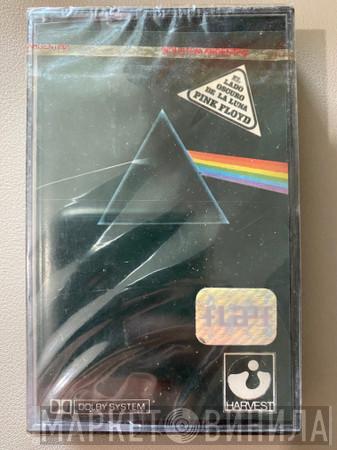 EL
LADO
OSCURO
DE LA LUNA
PINK FLOYD
DOLBY SYSTEM
HARVEST
МАРКЕТ ВИНИЛА